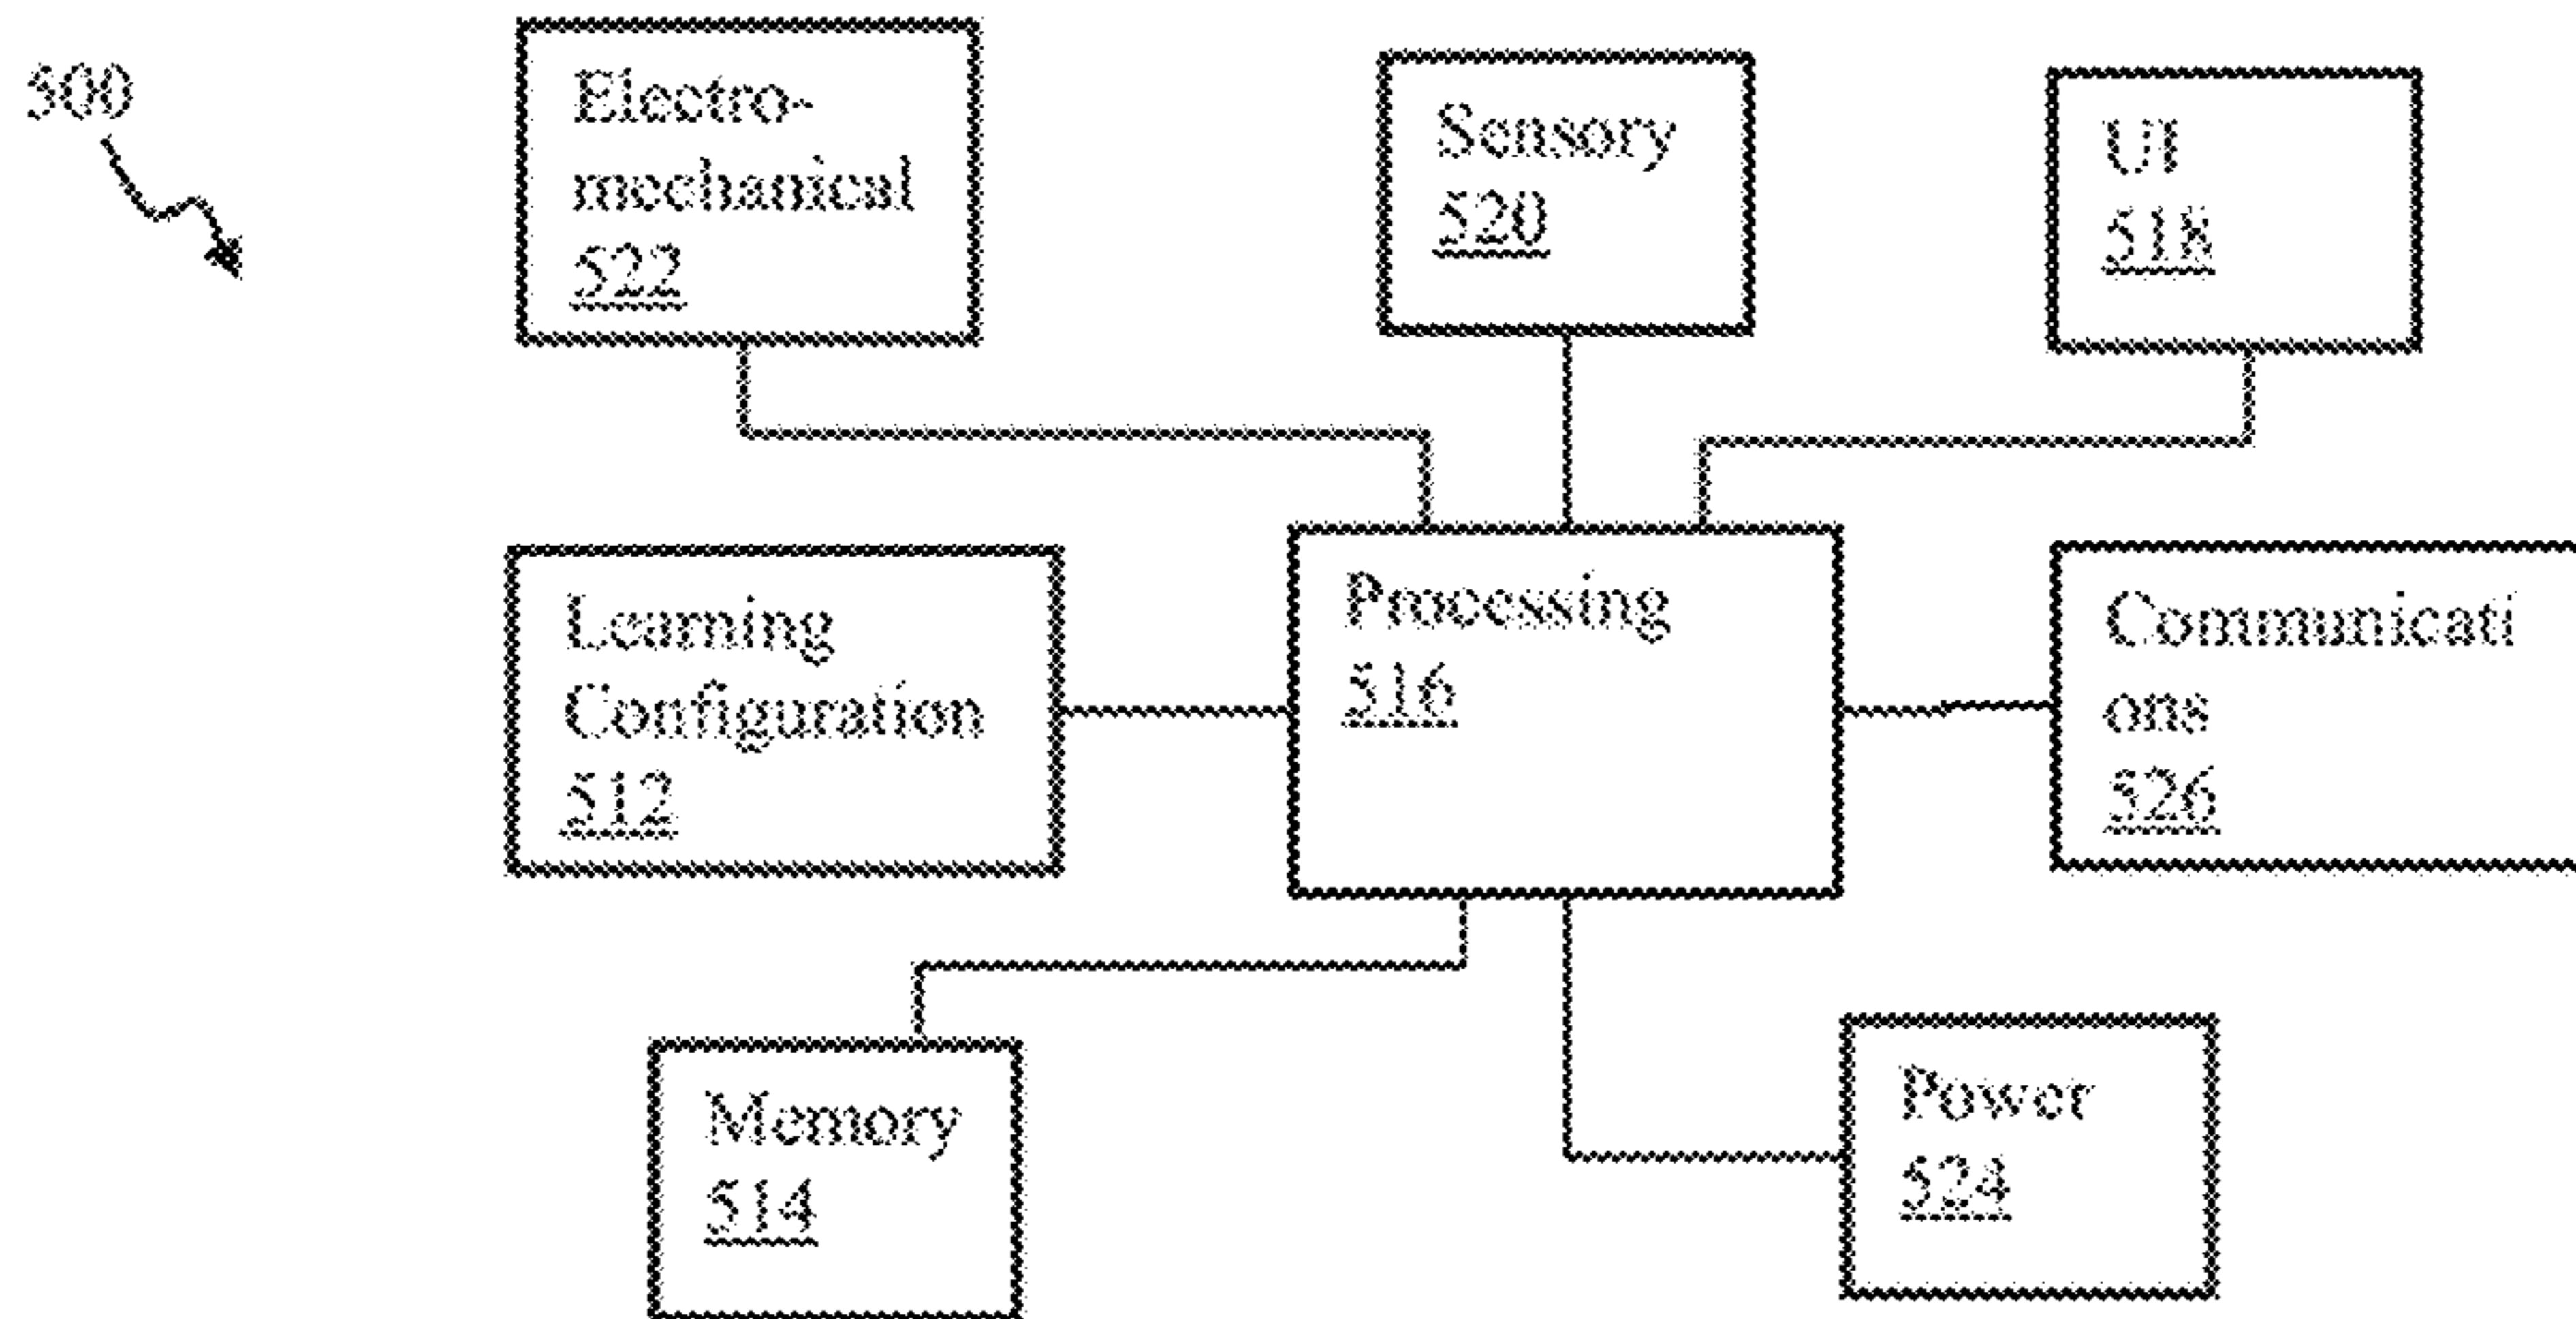 500
Electro-
mechanical
522
Sensory
520
UI
518
Learning
Configuration
512
Processing
516
Communicati
ons
526
Memory
514
Power
524